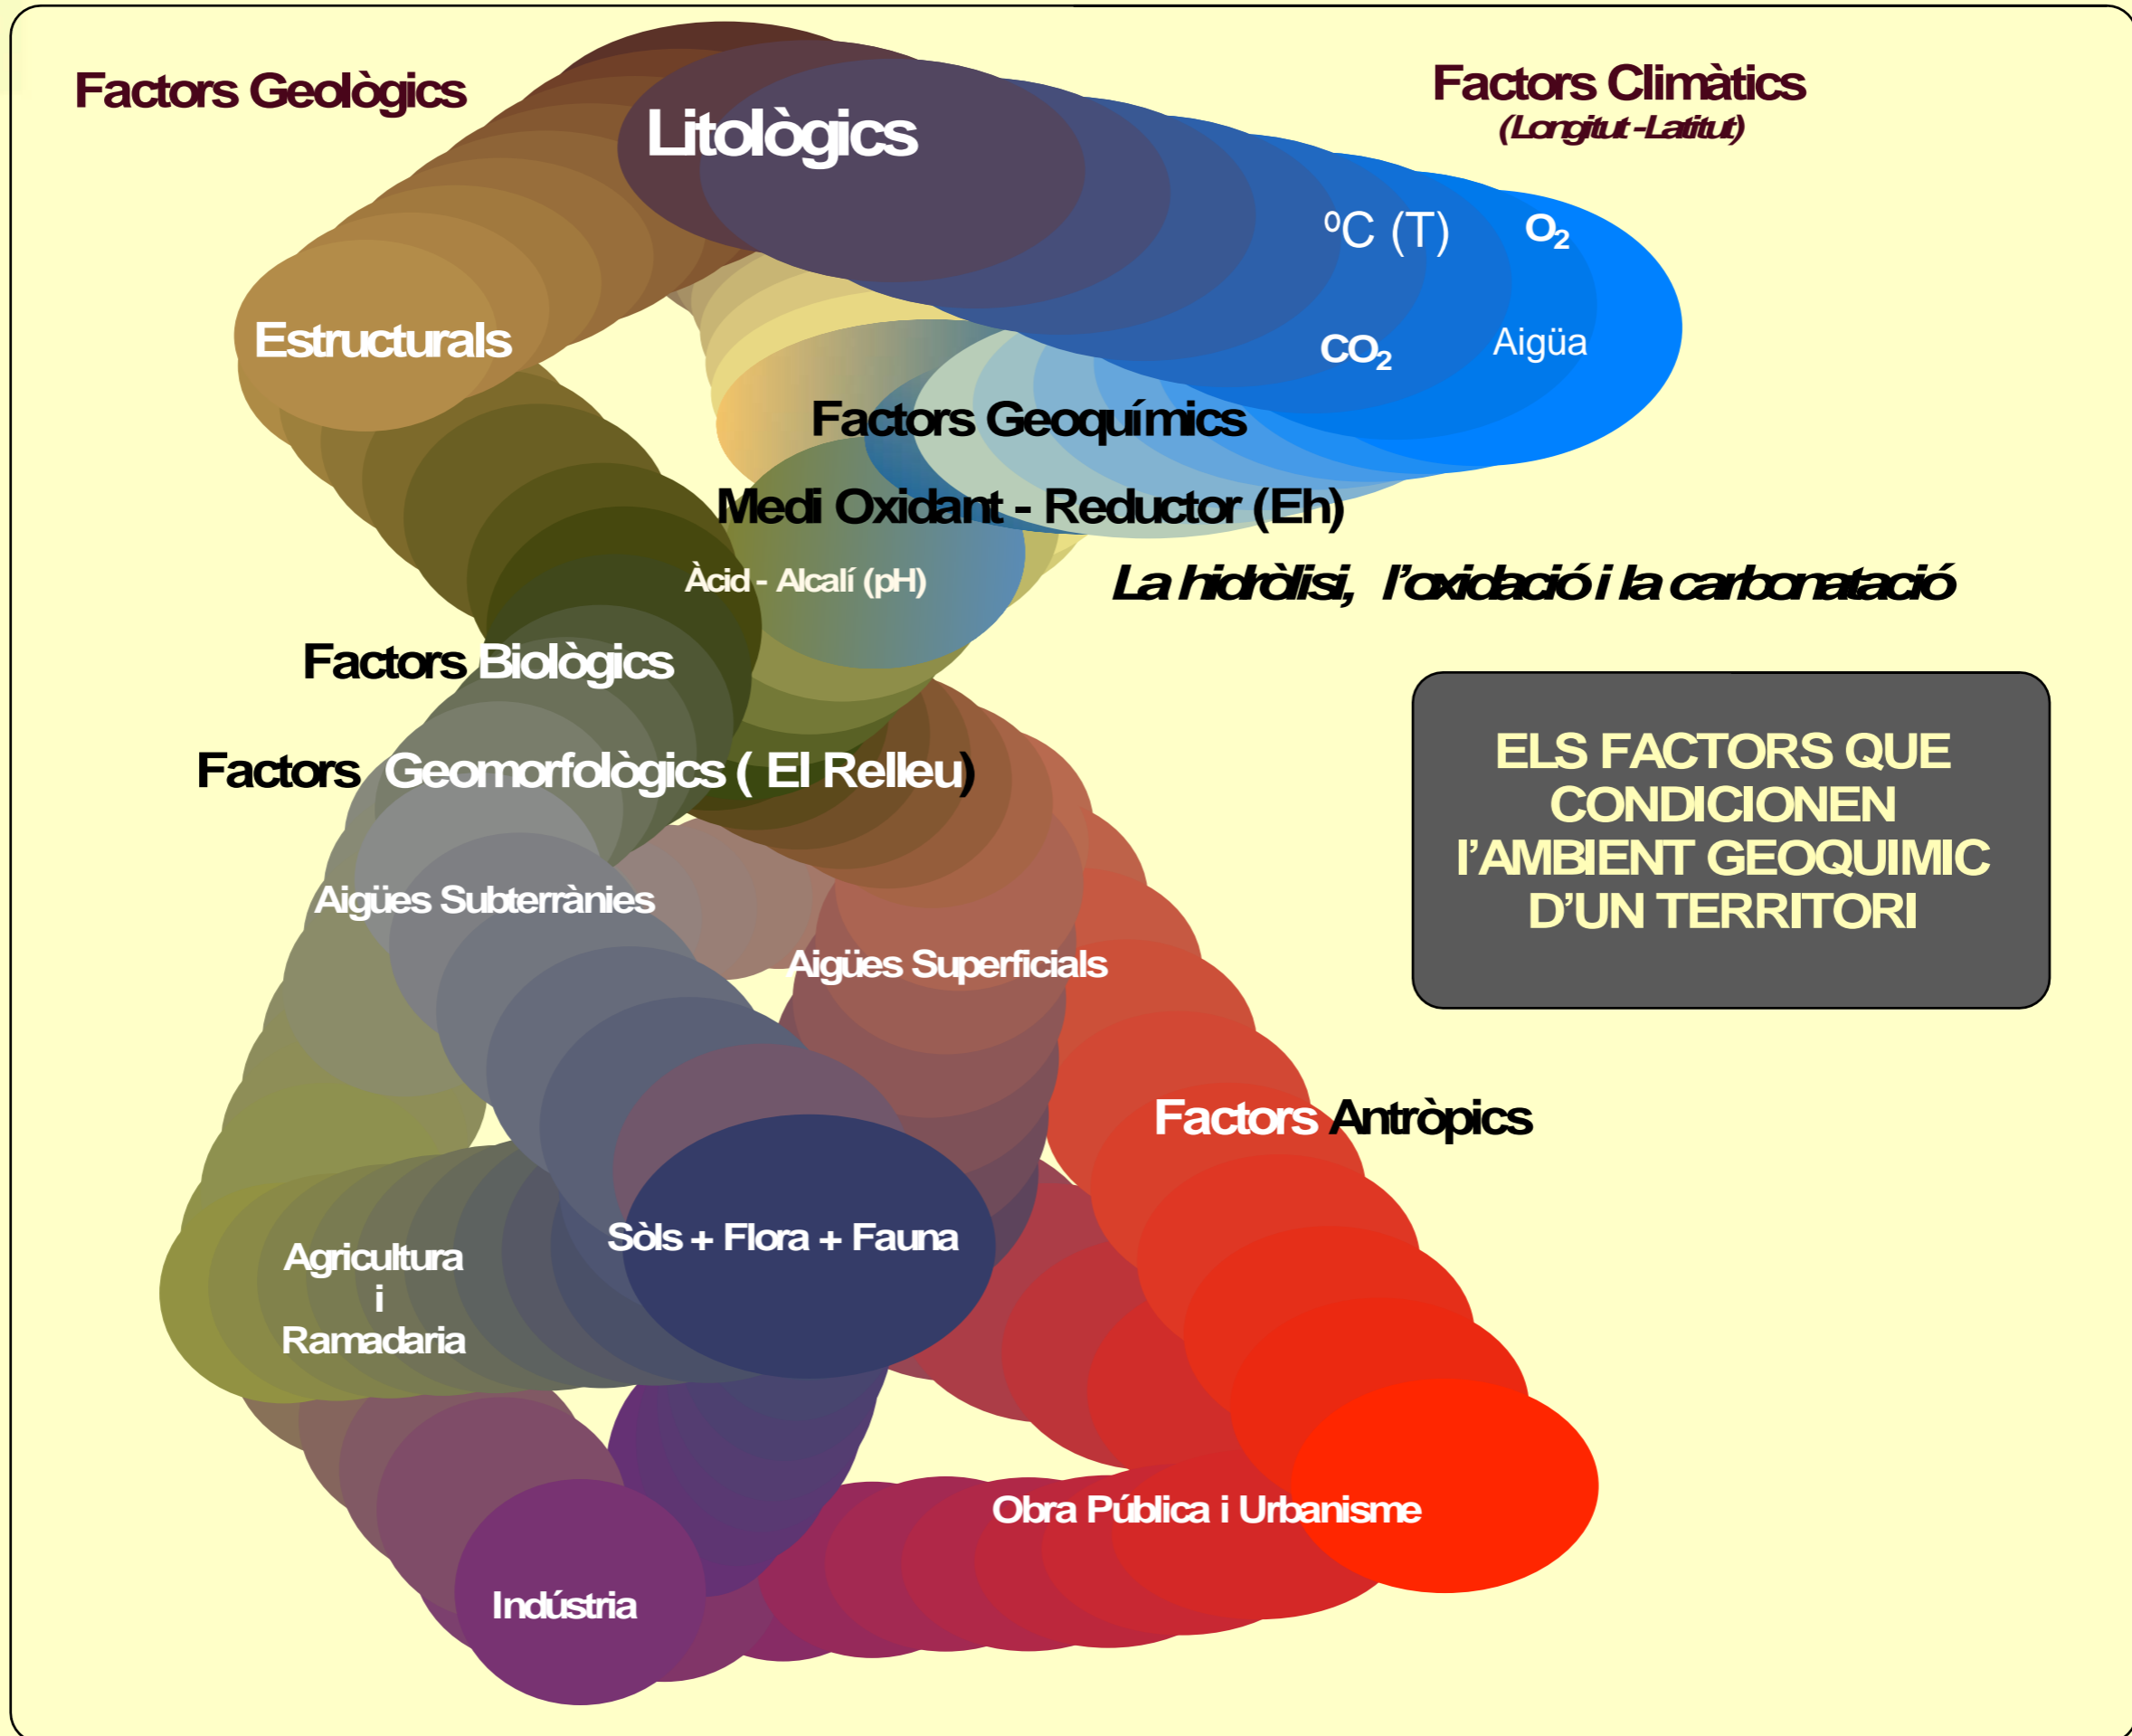 Factors Geològics
Factors Climàtics
(Longitut -Latitut)
Litològics
ºC (T)
O₂
Estructurals
CO₂
Aigüa
Factors Geoquímics
Medi Oxidant - Reductor (Eh)
Àcid - Alcalí (pH)
La hidròlisi, l’oxidació i la carbonatació
Factors Biològics
Factors Geomorfològics ( El Relleu)
ELS FACTORS QUE
CONDICIONEN
l’AMBIENT GEOQUIMIC
D’UN TERRITORI
Aigües Subterrànies
Aigües Superficials
Factors Antròpics
Sòls + Flora + Fauna
Agricultura
i
Ramadaria
Obra Pública i Urbanisme
Indústria